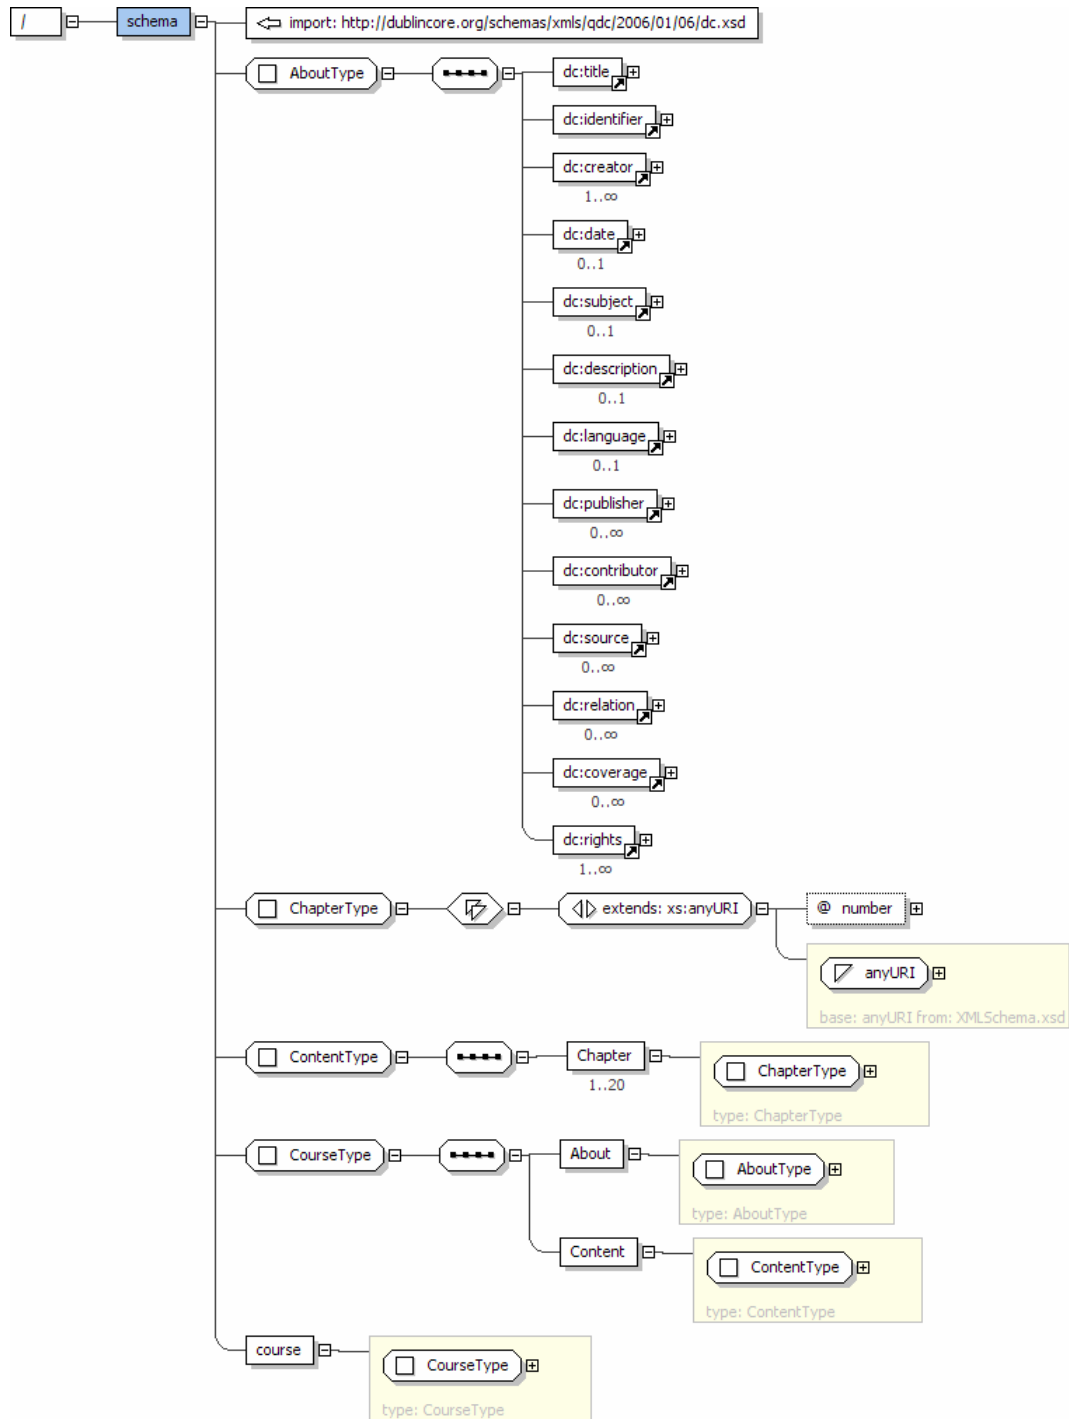 /
schema
import: http://dublincore.org/schemas/xmls/qdc/2006/01/06/dc.xsd
AboutType
dc:title
dc:identifier
dc:creator
1..∞
dc:date
0..1
dc:subject
0..1
dc:description
0..1
dc:language
0..1
dc:publisher
0..∞
dc:contributor
0..∞
dc:source
0..∞
dc:relation
0..∞
dc:coverage
0..∞
dc:rights
1..∞
ChapterType
extends: xs:anyURI
@ number
anyURI
base: anyURI from: XMLSchema.xsd
ContentType
Chapter
1..20
ChapterType
type: ChapterType
CourseType
About
AboutType
type: AboutType
Content
ContentType
type: ContentType
course
CourseType
type: CourseType